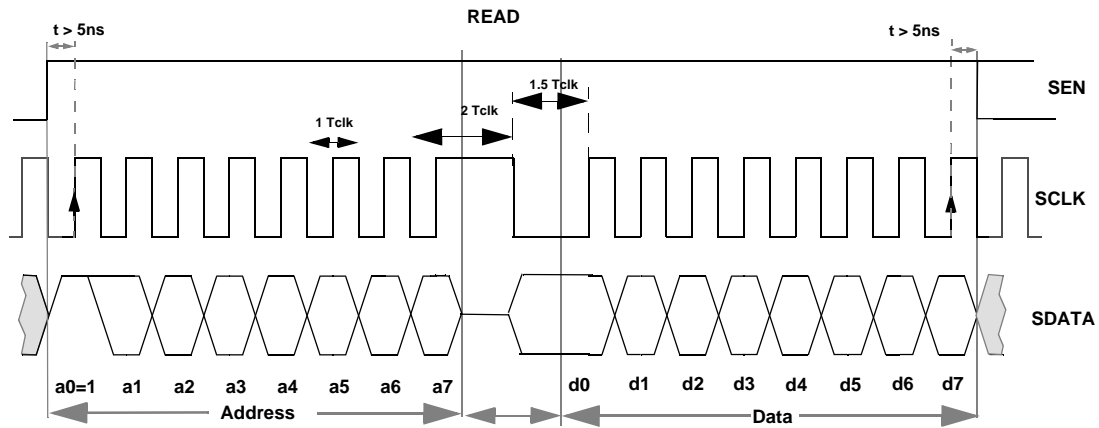 READ
t > 5ns
t > 5ns
SEN
1.5 Tclk
2 Tclk
1 Tclk
SCLK
SDATA
a0=1 a1 a2 a3 a4 a5 a6 a7 d0 d1 d2 d3 d4 d5 d6 d7
Address Data